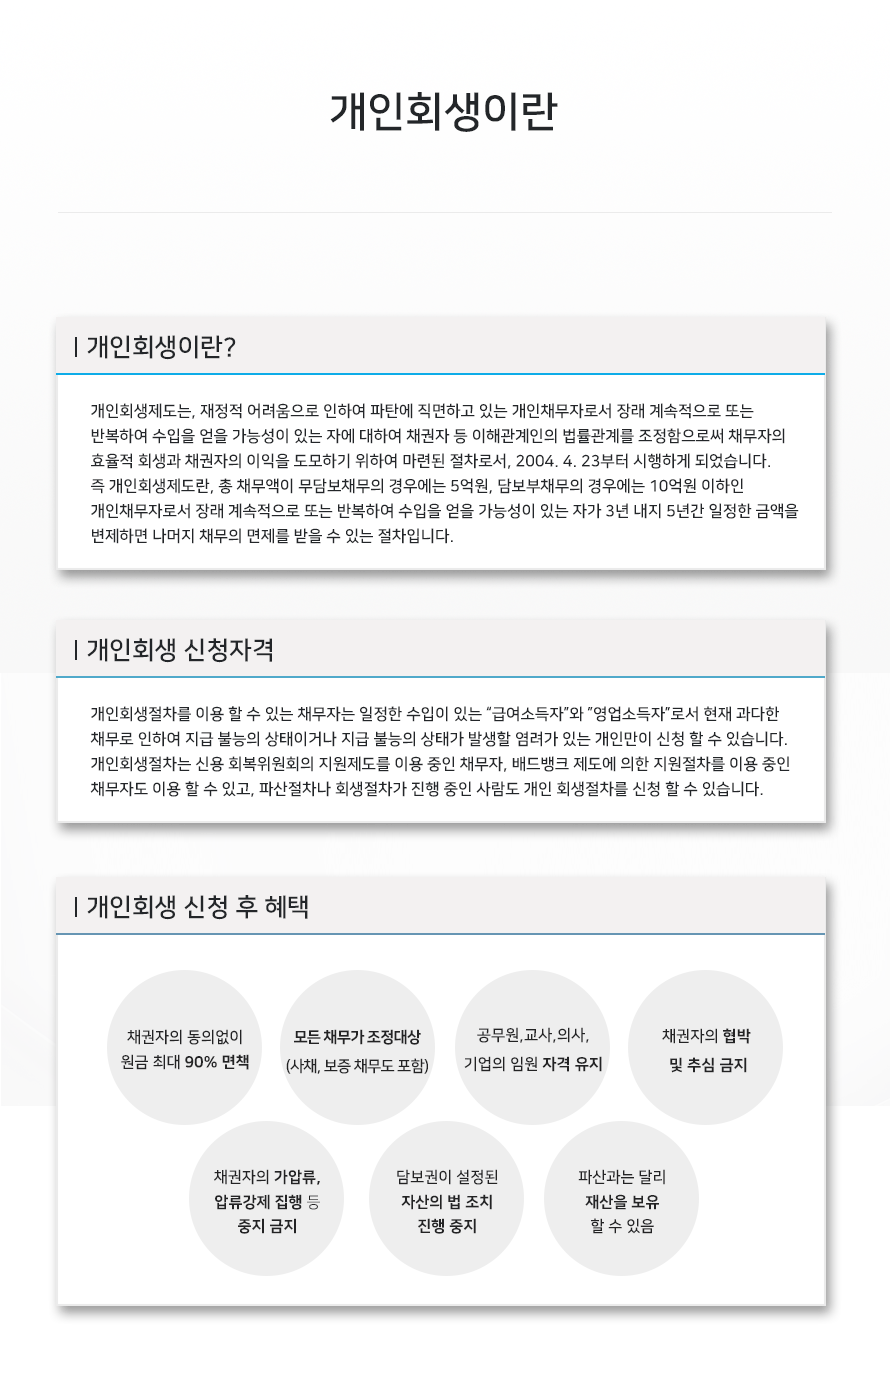 개인회생이란
| 개인회생이란?
개인회생제도는, 재정적 어려움으로 인하여 파탄에 직면하고 있는 개인채무자로서 장래 계속적으로 또는
반복하여 수입을 얻을 가능성이 있는 자에 대하여 채권자 등 이해관계인의 법률관계를 조정함으로써 채무자의
효율적 회생과 채권자의 이익을 도모하기 위하여 마련된 절차로서, 2004. 4. 23부터 시행하게 되었습니다.
즉 개인회생제도란, 총 채무액이 무담보채무의 경우에는 5억원, 담보부채무의 경우에는 10억원 이하인
개인채무자로서 장래 계속적으로 또는 반복하여 수입을 얻을 가능성이 있는 자가 3년 내지 5년간 일정한 금액을
변제하면 나머지 채무의 면제를 받을 수 있는 절차입니다.
| 개인회생 신청자격
개인회생절차를 이용 할 수 있는 채무자는 일정한 수입이 있는 “급여소득자”와 ”영업소득자”로서 현재 과다한
채무로 인하여 지급 불능의 상태이거나 지급 불능의 상태가 발생할 염려가 있는 개인만이 신청 할 수 있습니다.
개인회생절차는 신용 회복위원회의 지원제도를 이용 중인 채무자, 배드뱅크 제도에 의한 지원절차를 이용 중인
채무자도 이용 할 수 있고, 파산절차나 회생절차가 진행 중인 사람도 개인 회생절차를 신청 할 수 있습니다.
| 개인회생 신청 후 혜택
채권자의 동의없이
원금 최대 90% 면책
모든 채무가 조정대상
(사채, 보증 채무도 포함)
공무원,교사,의사,
기업의 임원 자격 유지
채권자의 협박
및 추심 금지
채권자의 가압류,
압류강제 집행 등
중지 금지
담보권이 설정된
자산의 법 조치
진행 중지
파산과는 달리
재산을 보유
할 수 있음